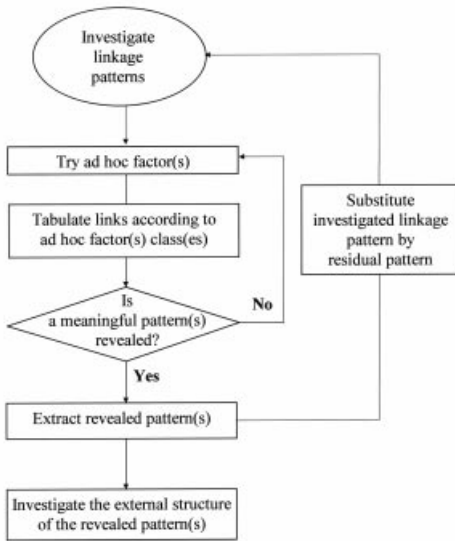 Investigate
linkage
patterns
Try ad hoc factor(s)
Tabulate links according to
ad hoc factor(s) class(es)
Is
a meaningful pattern(s)
revealed?
No
Yes
Extract revealed pattern(s)
Investigate the external structure
of the revealed pattern(s)
Substitute
investigated linkage
pattern by
residual pattern